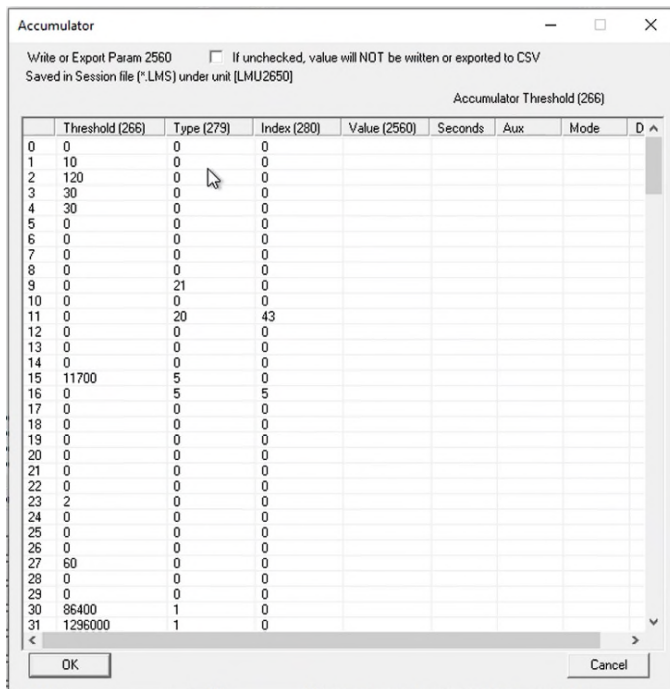 Accumulator
Write or Export Param 2560 If unchecked, value will NOT be written or exported to CSV
Saved in Session file (*.LMS) under unit [LMU2650]
Accumulator Threshold (266)
Threshold (266) Type (279) Index (280) Value (2560) Seconds Aux Mode D
0 0 0 0
1 10 0 0
2 120 0 0
3 30 0 0
4 30 0 0
5 0 0 0
6 0 0 0
7 0 0 0
8 0 0 0
9 0 21 0
10 0 0 0
11 0 20 43
12 0 0 0
13 0 0 0
14 0 0 0
15 11700 5 0
16 0 5 5
17 0 0 0
18 0 0 0
19 0 0 0
20 0 0 0
21 0 0 0
22 0 0 0
23 2 0 0
24 0 0 0
25 0 0 0
26 0 0 0
27 60 0 0
28 0 0 0
29 0 0 0
30 86400 1 0
31 1296000 1 0
OK Cancel